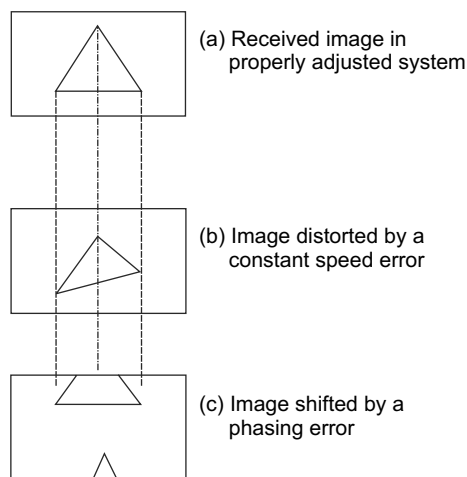 (a) Received image in
properly adjusted system
(b) Image distorted by a
constant speed error
(c) Image shifted by a
phasing error